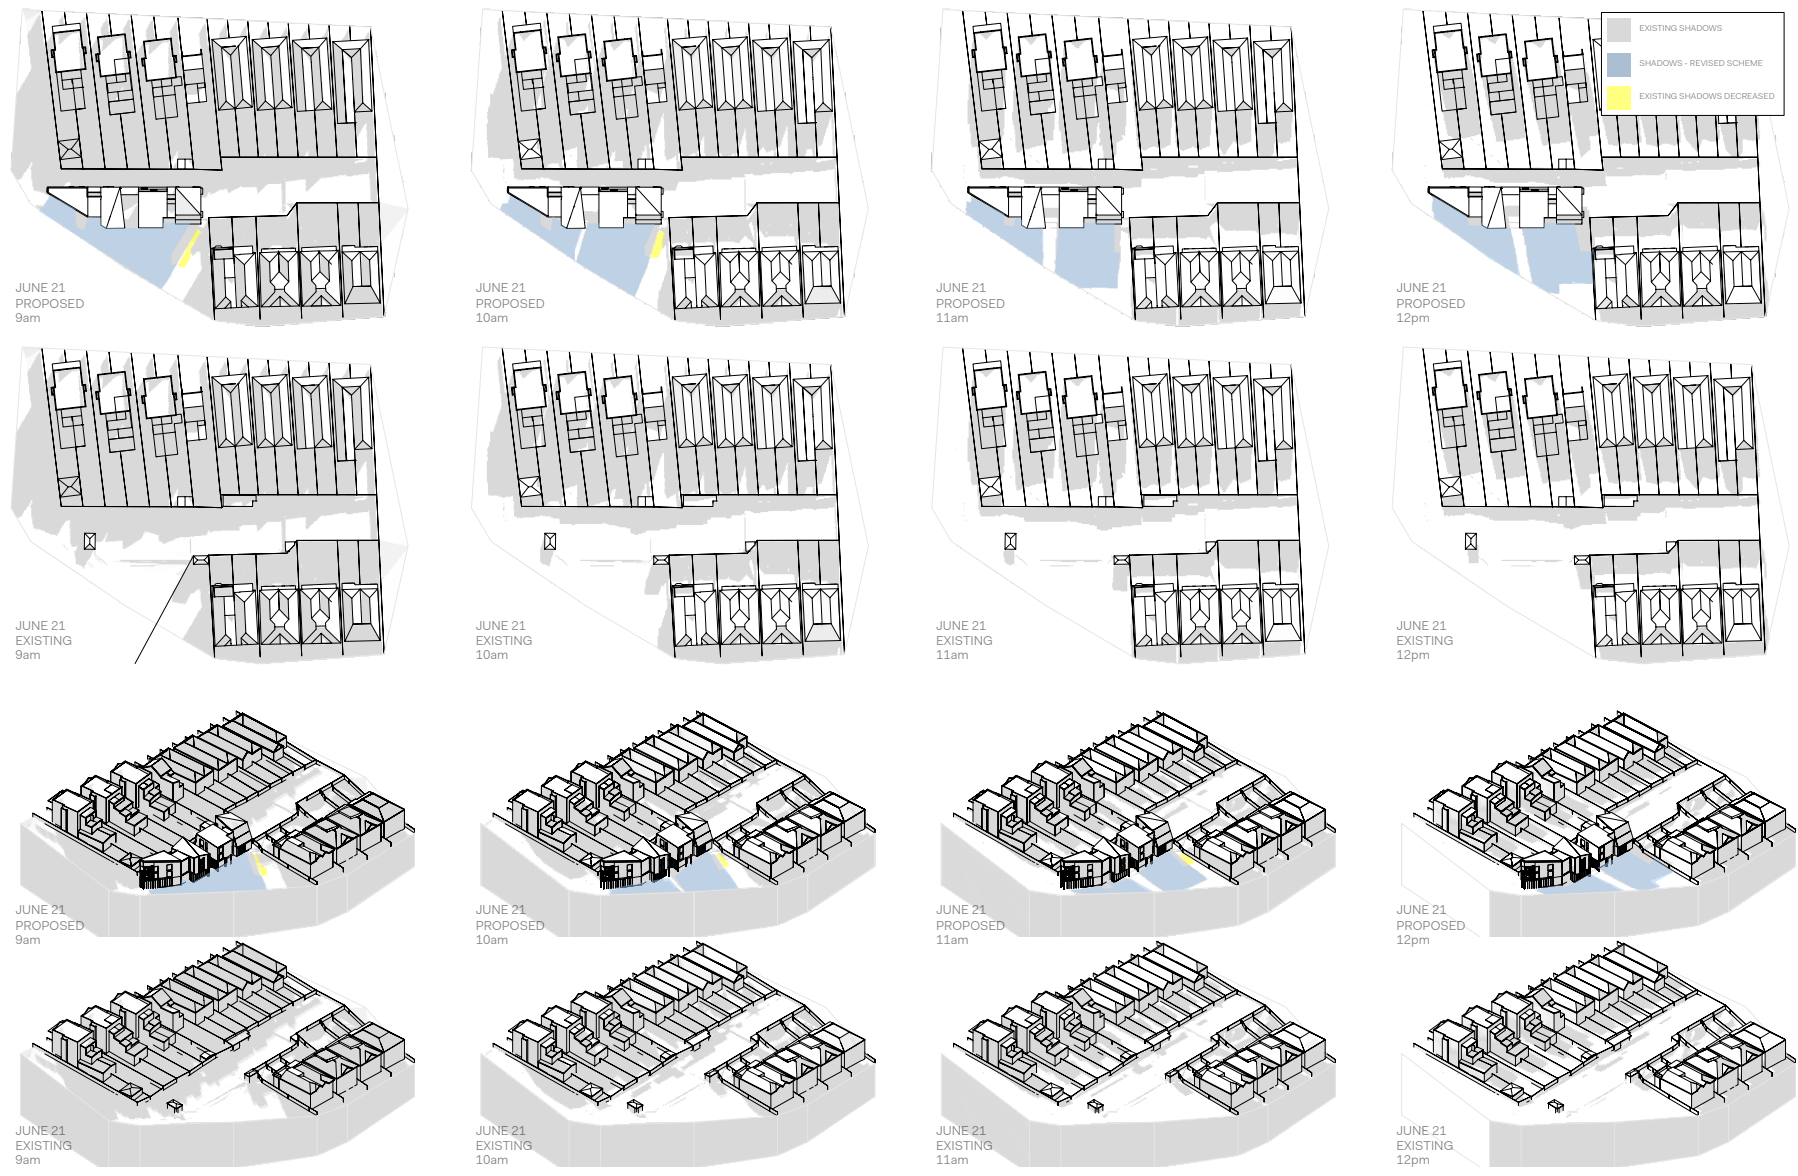 EXISTING SHADOWS
SHADOWS - REVISED SCHEME
EXISTING SHADOWS DECREASED
JUNE 21
PROPOSED
9am
JUNE 21
PROPOSED
10am
JUNE 21
PROPOSED
11am
JUNE 21
PROPOSED
12pm
JUNE 21
EXISTING
9am
JUNE 21
EXISTING
10am
JUNE 21
EXISTING
11am
JUNE 21
EXISTING
12pm
JUNE 21
PROPOSED
9am
JUNE 21
PROPOSED
10am
JUNE 21
PROPOSED
11am
JUNE 21
PROPOSED
12pm
JUNE 21
EXISTING
9am
JUNE 21
EXISTING
10am
JUNE 21
EXISTING
11am
JUNE 21
EXISTING
12pm